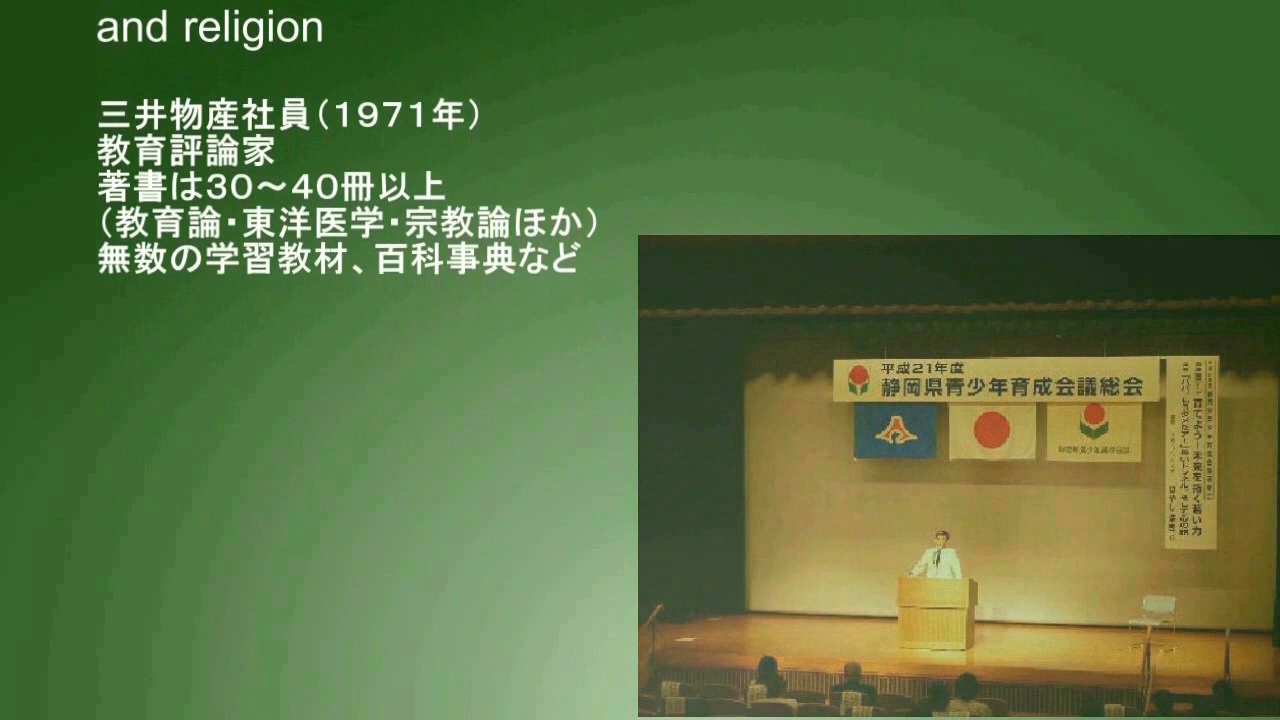 and religion
三井物産社員（１９７１年）
教育評論家
著書は３０～４０冊以上
（教育論・東洋医学・宗教論ほか）
無数の学習教材、百科事典など
平成21年度
静岡県青少年育成会議総会